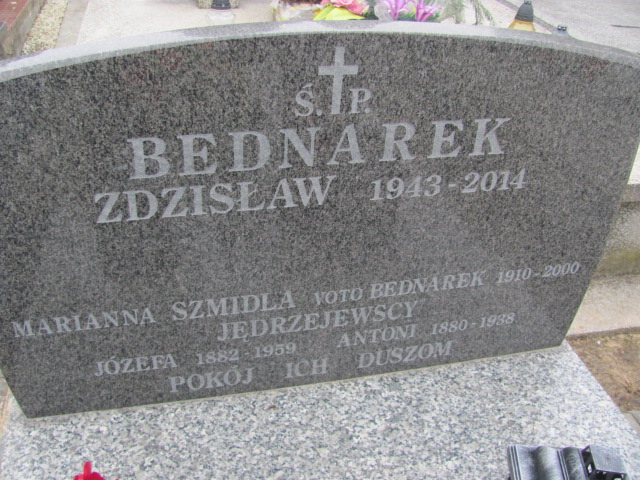 Ś. P.
BEDNAREK
ZDZISŁAW 1943-2014
MARIANNA SZMIDLA VOTO BEDNAREK 1910-2000
JĘDRZEJEWSCY
JÓZEFA 1882-1959 ANTONI 1880-1938
POKÓJ ICH DUSZOM